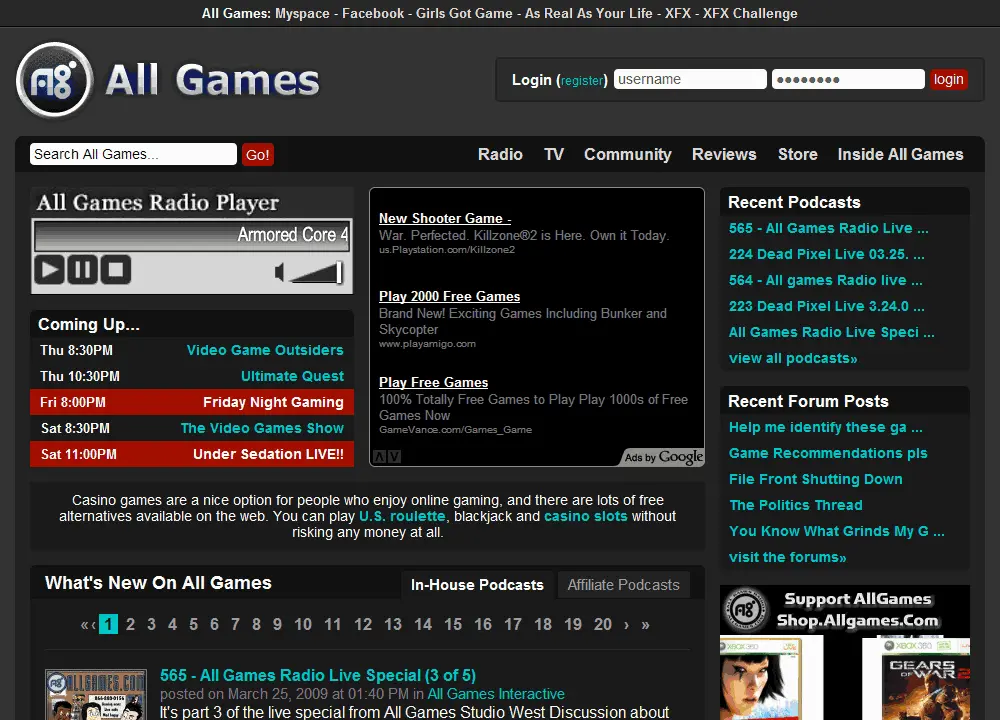 All Games: Myspace - Facebook - Girls Got Game - As Real As Your Life - XFX - XFX Challenge
A8
All Games
Login (register)
username
●●●●●●●●
login
Search All Games...
Go!
Radio
TV
Community
Reviews
Store
Inside All Games
All Games Radio Player
Armored Core 4
Coming Up...
Thu 8:30PM Video Game Outsiders
Thu 10:30PM Ultimate Quest
Fri 8:00PM Friday Night Gaming
Sat 8:30PM The Video Games Show
Sat 11:00PM Under Sedation LIVE!!
New Shooter Game -
War. Perfected. Killzone®2 is Here. Own it Today.
us.Playstation.com/Killzone2
Play 2000 Free Games
Brand New! Exciting Games Including Bunker and
Skycopter
www.playamigo.com
Play Free Games
100% Totally Free Games to Play Play 1000s of Free
Games Now
GameVance.com/Games_Game
Ads by Google
Recent Podcasts
565 - All Games Radio Live ...
224 Dead Pixel Live 03.25. ...
564 - All games Radio live ...
223 Dead Pixel Live 3.24.0 ...
All Games Radio Live Speci ...
view all podcasts»
Recent Forum Posts
Help me identify these ga ...
Game Recommendations pls
File Front Shutting Down
The Politics Thread
You Know What Grinds My G ...
visit the forums»
Casino games are a nice option for people who enjoy online gaming, and there are lots of free
alternatives available on the web. You can play U.S. roulette, blackjack and casino slots without
risking any money at all.
What's New On All Games
In-House Podcasts
Affiliate Podcasts
«‹ 1 2 3 4 5 6 7 8 9 10 11 12 13 14 15 16 17 18 19 20 › »
ALLGAMES.COM
565 - All Games Radio Live Special (3 of 5)
posted on March 25, 2009 at 01:40 PM in All Games Interactive
It's part 3 of the live special from All Games Studio West Discussion about
A8
Support AllGames
Shop.Allgames.Com
XBOX 360 LIVE
XBOX 360
GEARS
OF WAR 2